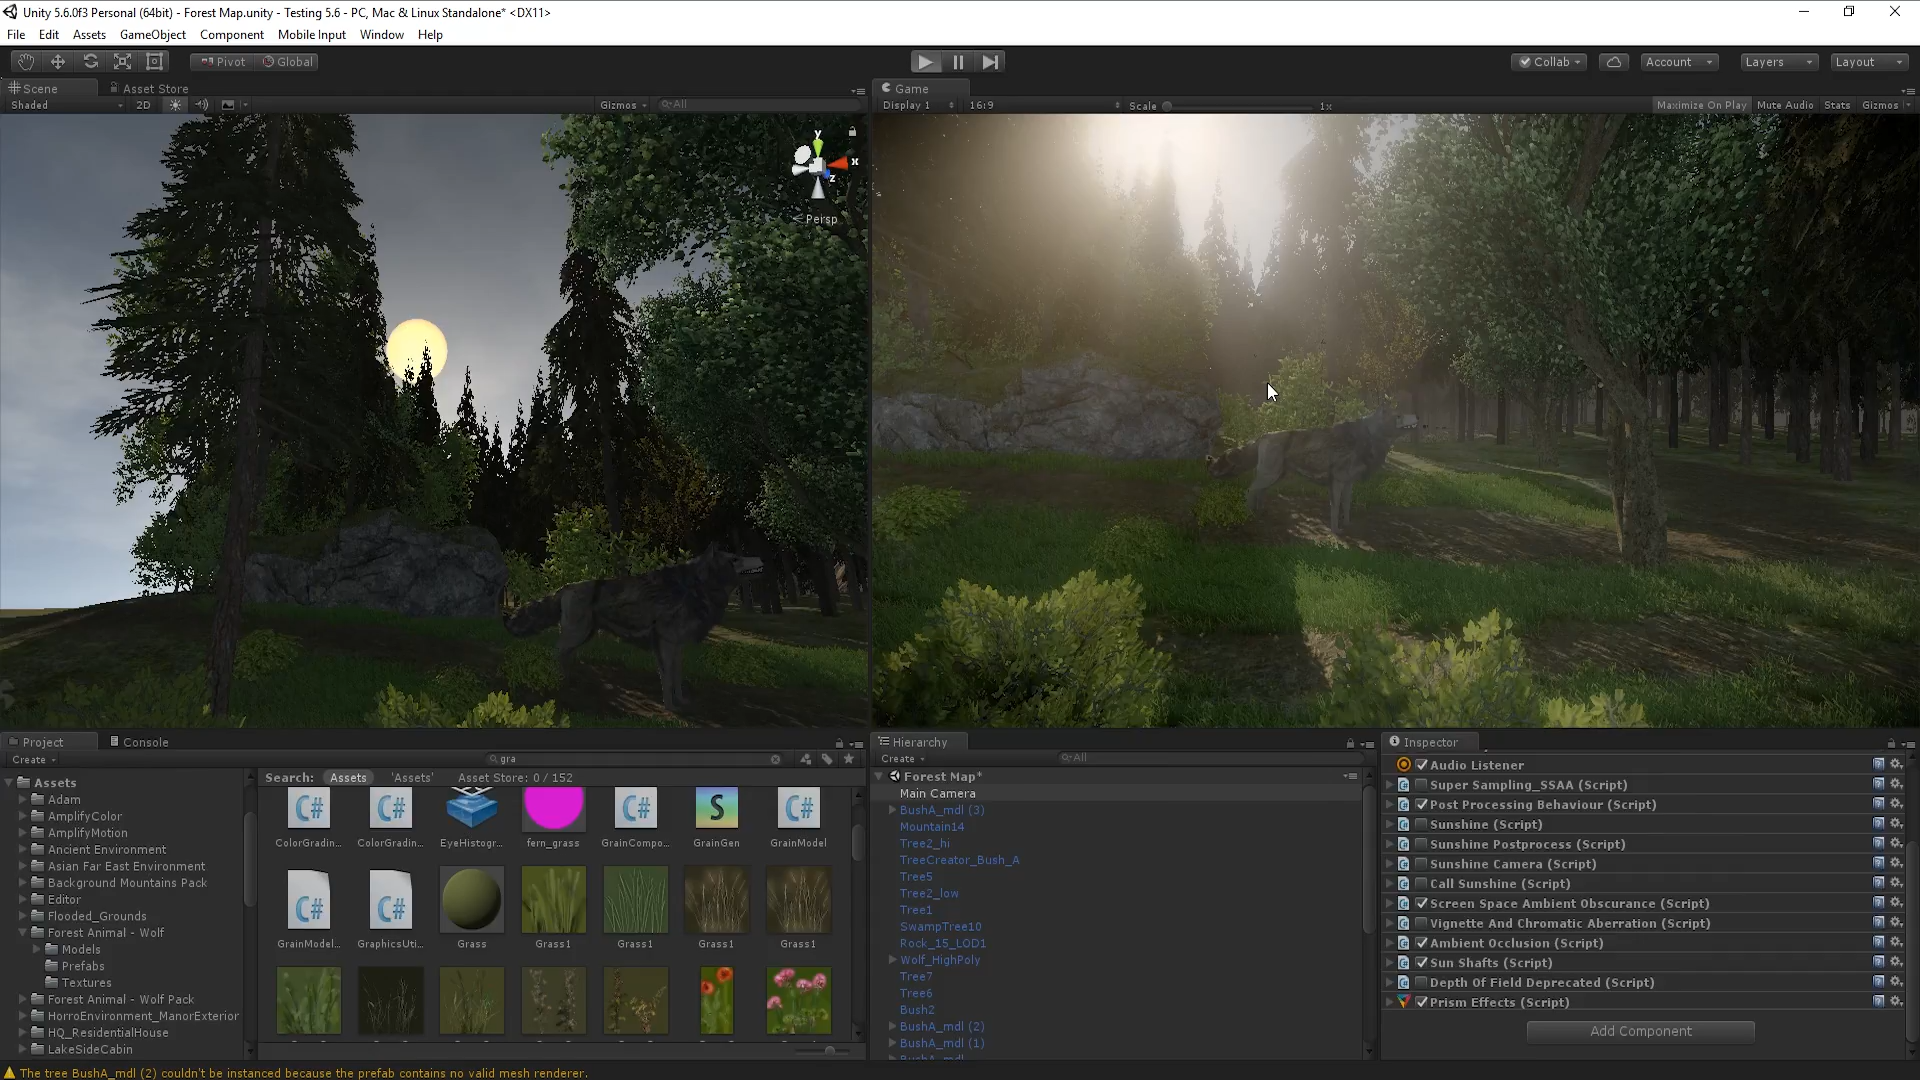 Unity 5.6.0f3 Personal (64bit) - Forest Map.unity - Testing 5.6 - PC, Mac & Linux Standalone* <DX11>
File Edit Assets GameObject Component Mobile Input Window Help
Pivot Global Collab Account Layers Layout
Scene Asset Store Game
Shaded 2D Gizmos All Display 1 16:9 Scale 1x Maximize On Play Mute Audio Stats Gizmos
y
x
z
Persp
Project Console
Create gra
Assets
Adam
AmplifyColor
AmplifyMotion
Ancient Environment
Asian Far East Environment
Background Mountains Pack
Editor
Flooded_Grounds
Forest Animal - Wolf
Models
Prefabs
Textures
Forest Animal - Wolf Pack
HorroEnvironment_ManorExterior
HQ_ResidentialHouse
LakeSideCabin
Search: Assets 'Assets' Asset Store: 0 / 152
C# C# C# S C#
ColorGradin... ColorGradin... EyeHistogr... fern_grass GrainCompo... GrainGen GrainModel
C# C#
GrainModel... GraphicsUti... Grass Grass1 Grass1 Grass1 Grass1
Hierarchy
Create All
Forest Map*
Main Camera
BushA_mdl (3)
Mountain14
Tree2_hi
TreeCreator_Bush_A
Tree5
Tree2_low
Tree1
SwampTree10
Rock_15_LOD1
Wolf_HighPoly
Tree7
Tree6
Bush2
BushA_mdl (2)
BushA_mdl (1)
BushA_mdl
Inspector
Audio Listener
Super Sampling_SSAA (Script)
Post Processing Behaviour (Script)
Sunshine (Script)
Sunshine Postprocess (Script)
Sunshine Camera (Script)
Call Sunshine (Script)
Screen Space Ambient Obscurance (Script)
Vignette And Chromatic Aberration (Script)
Ambient Occlusion (Script)
Sun Shafts (Script)
Depth Of Field Deprecated (Script)
Prism Effects (Script)
Add Component
The tree BushA_mdl (2) couldn't be instanced because the prefab contains no valid mesh renderer.